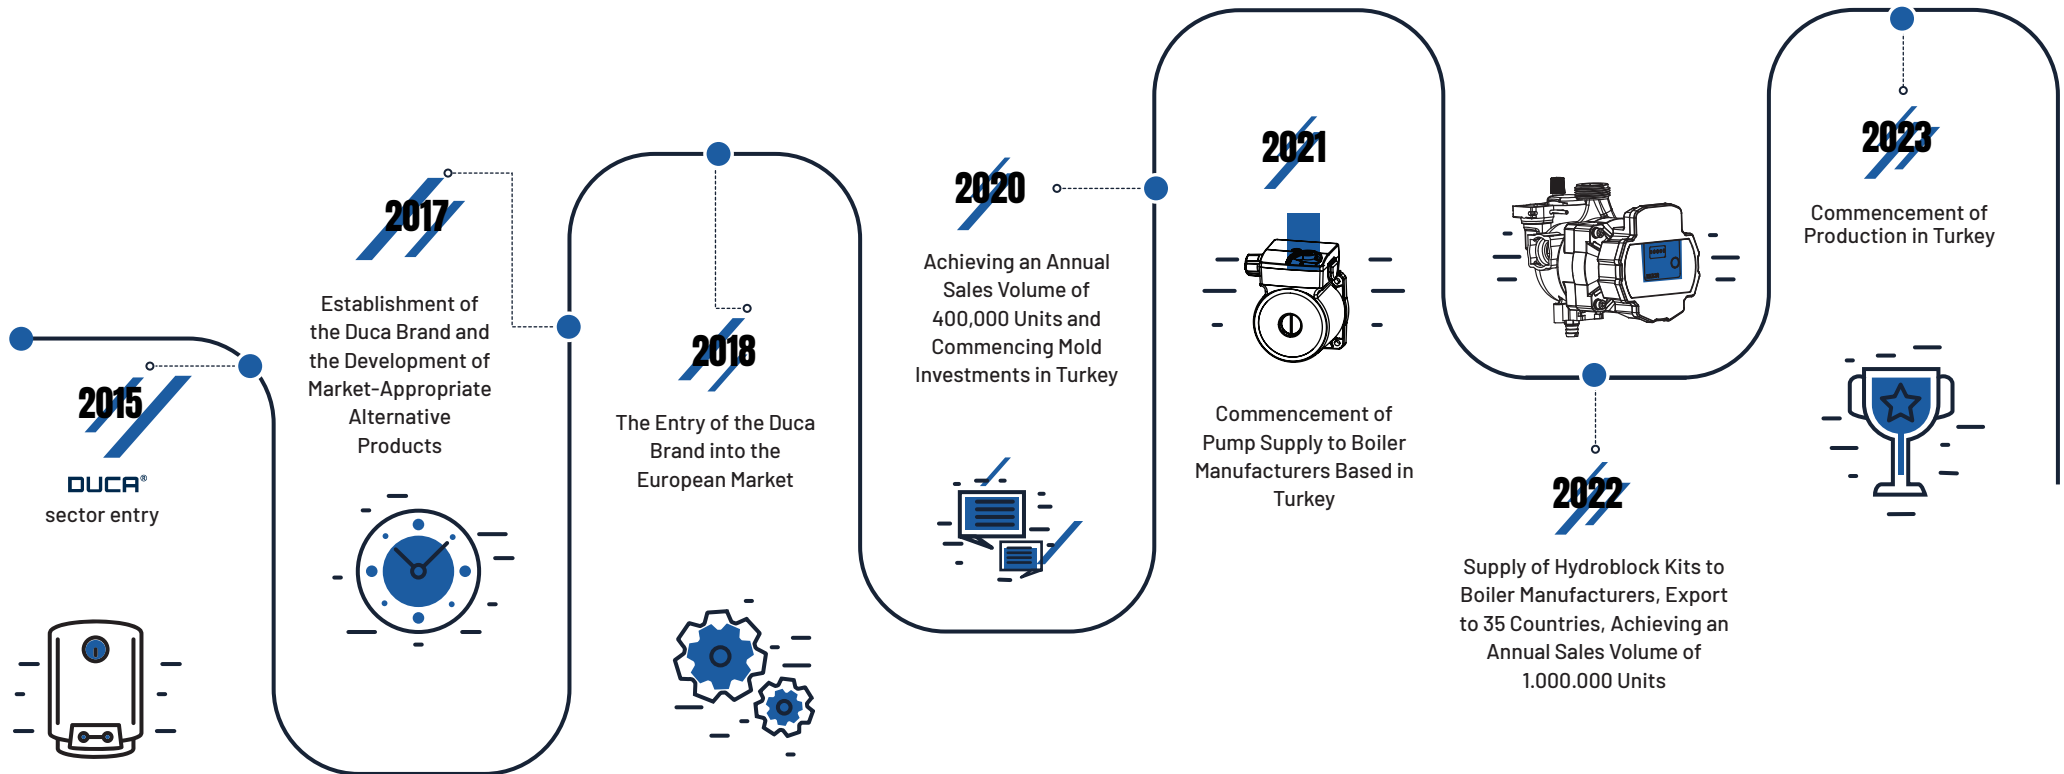 2015
DUCA®
sector entry
2017
Establishment of
the Duca Brand and
the Development of
Market-Appropriate
Alternative
Products
2018
The Entry of the Duca
Brand into the
European Market
2020
Achieving an Annual
Sales Volume of
400,000 Units and
Commencing Mold
Investments in Turkey
2021
Commencement of
Pump Supply to Boiler
Manufacturers Based in
Turkey
2022
Supply of Hydroblock Kits to
Boiler Manufacturers, Export
to 35 Countries, Achieving an
Annual Sales Volume of
1.000.000 Units
2023
Commencement of
Production in Turkey